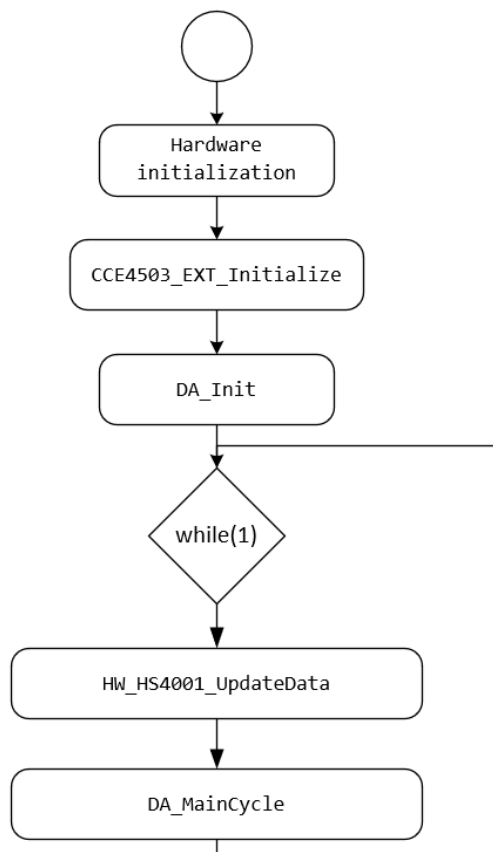 Hardware
initialization
CCE4503_EXT_Initialize
DA_Init
while(1)
HW_HS4001_UpdateData
DA_MainCycle